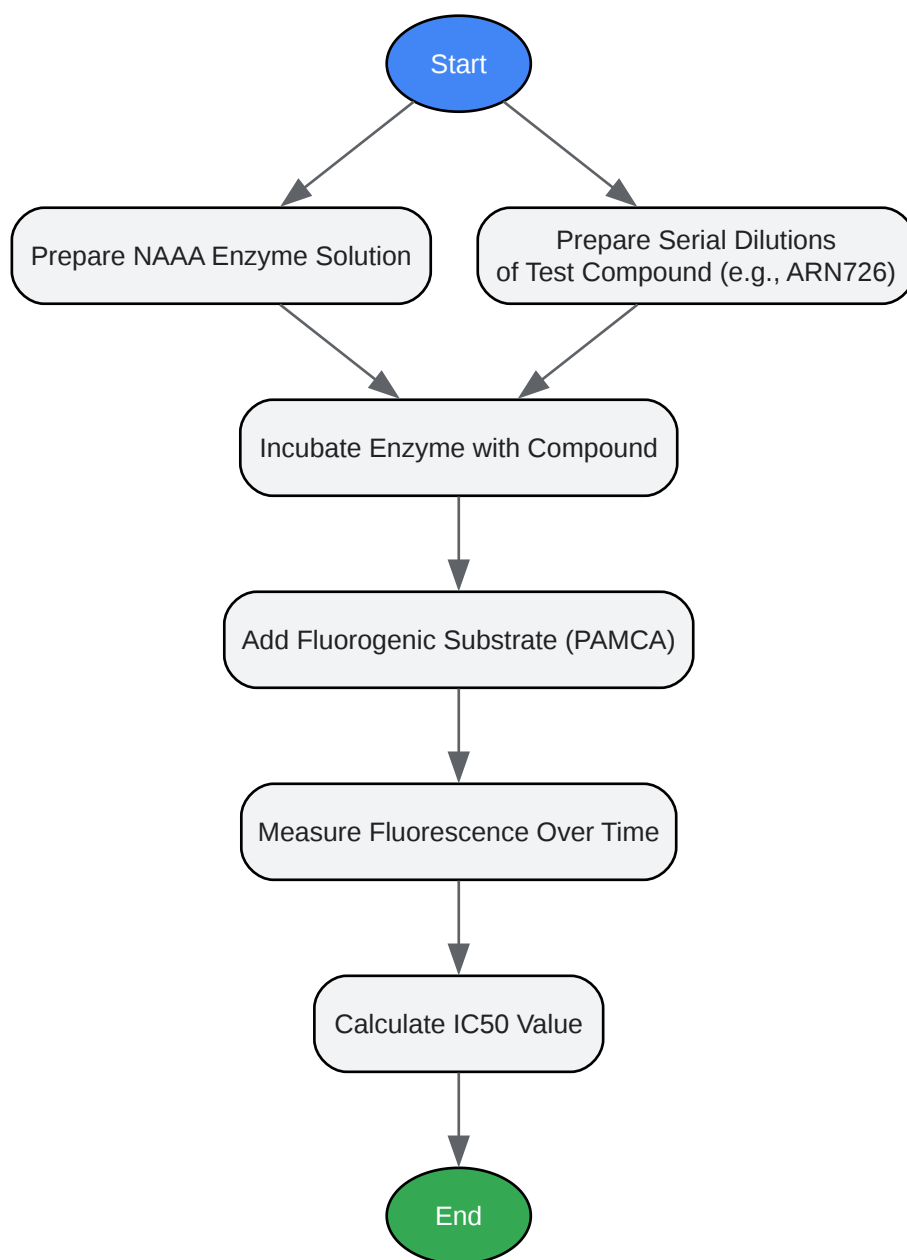 Start
Prepare NAAA Enzyme Solution
Prepare Serial Dilutions
of Test Compound (e.g., ARN726)
Incubate Enzyme with Compound
Add Fluorogenic Substrate (PAMCA)
Measure Fluorescence Over Time
Calculate IC50 Value
End